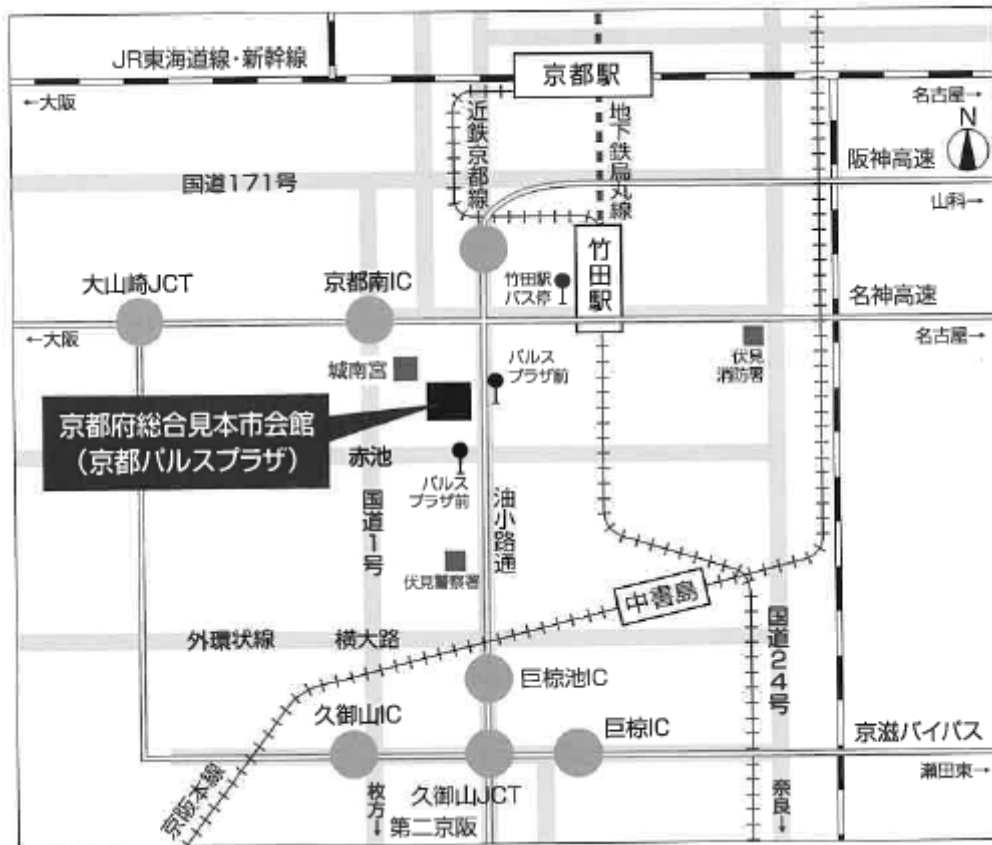 JR東海道線・新幹線
京都駅
←大阪
名古屋→
N
近鉄京都線
地下鉄烏丸線
阪神高速
国道171号
山科→
竹田駅
大山崎JCT
京都南IC
竹田駅
バス停
名神高速
←大阪
名古屋→
城南宮
パルス
プラザ前
伏見
消防署
京都府総合見本市会館
（京都パルスプラザ）
赤池
パルス
プラザ前
国道1号
油小路通
伏見警察署
中書島
外環状線
横大路
国道24号
巨椋池IC
久御山IC
巨椋IC
京滋バイパス
瀬田東→
京阪本線
枚方→
久御山JCT
第二京阪
奈良→